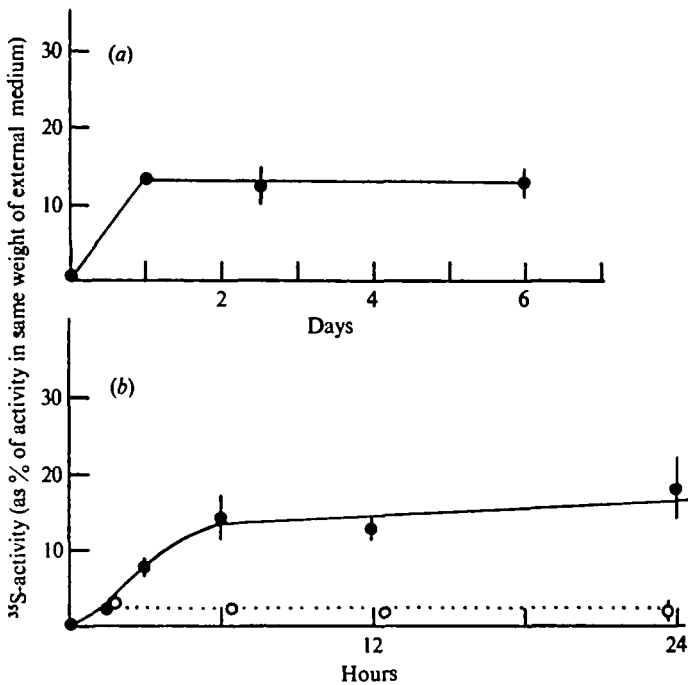 ³⁵S-activity (as % of activity in same weight of external medium)
(a)
30
20
10
2
4
6
Days
(b)
30
20
10
12
24
Hours